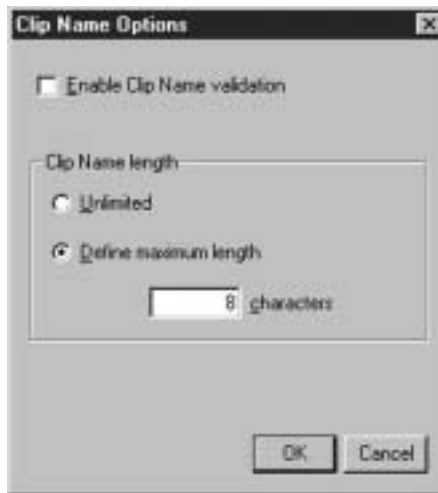 Clip Name Options
Enable Clip Name validation
Clip Name length
Unlimited
Define maximum length
8 characters
OK Cancel